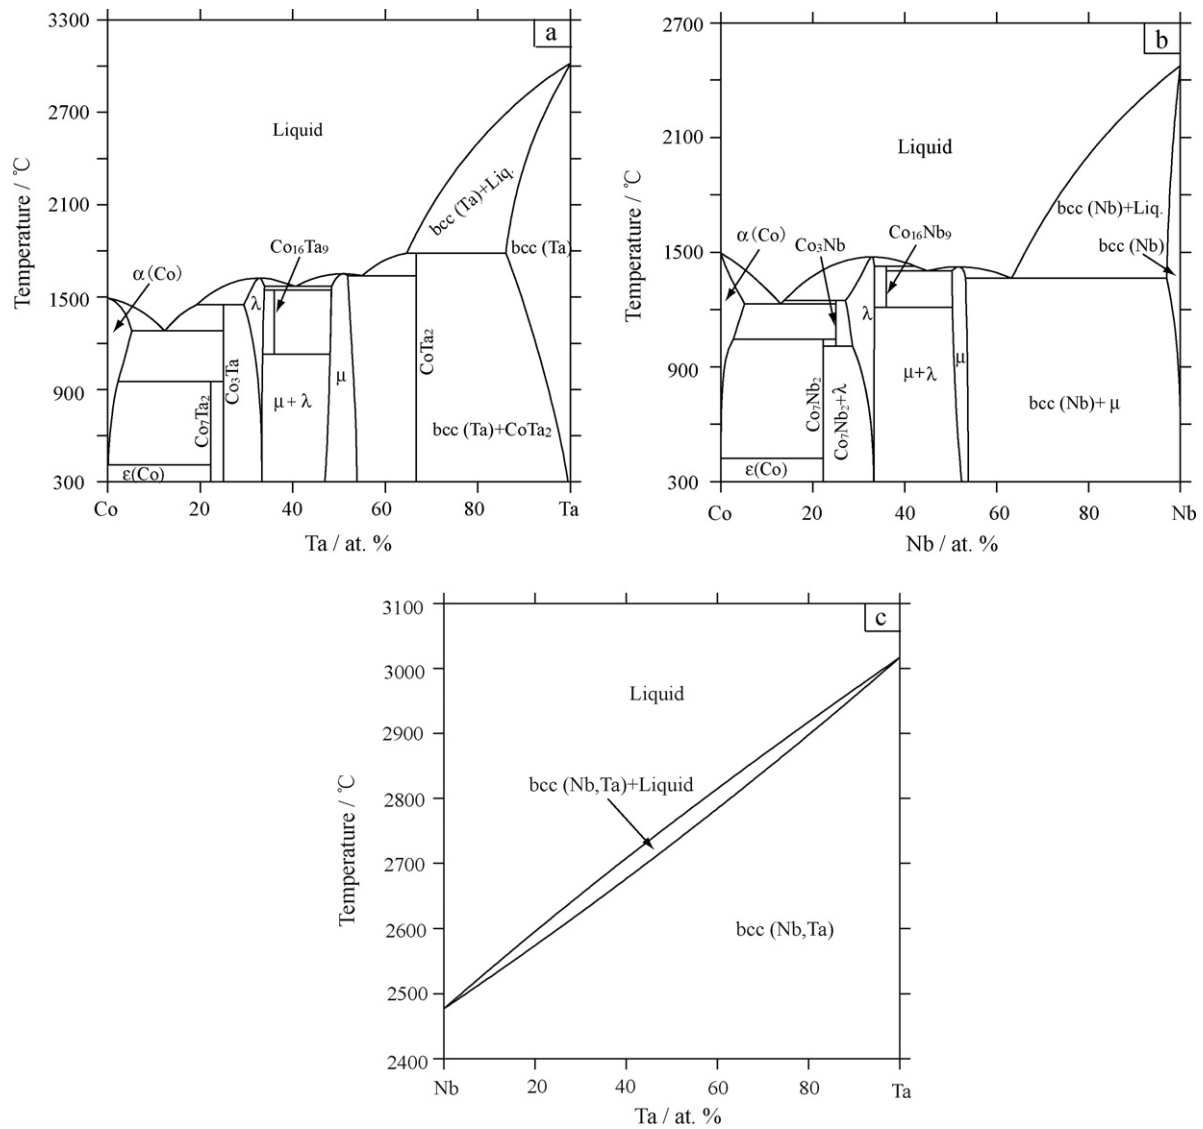 a
3300
2700
2100
1500
900
300
Temperature / ℃
Liquid
bcc (Ta)+Liq.
bcc (Ta)
Co16Ta9
α(Co)
λ
Co3Ta
Co7Ta2
μ + λ
μ
CoTa2
bcc (Ta)+CoTa2
ε(Co)
Co 20 40 60 80 Ta
Ta / at. %
b
2700
2100
1500
900
300
Temperature / ℃
Liquid
bcc (Nb)+Liq.
bcc (Nb)
α(Co)
Co3Nb
Co16Nb9
λ
μ+λ
μ
Co7Nb2
Co7Nb2+λ
bcc (Nb)+ μ
ε(Co)
Co 20 40 60 80 Nb
Nb / at. %
c
3100
3000
2900
2800
2700
2600
2500
2400
Temperature / ℃
Liquid
bcc (Nb,Ta)+Liquid
bcc (Nb,Ta)
Nb 20 40 60 80 Ta
Ta / at. %